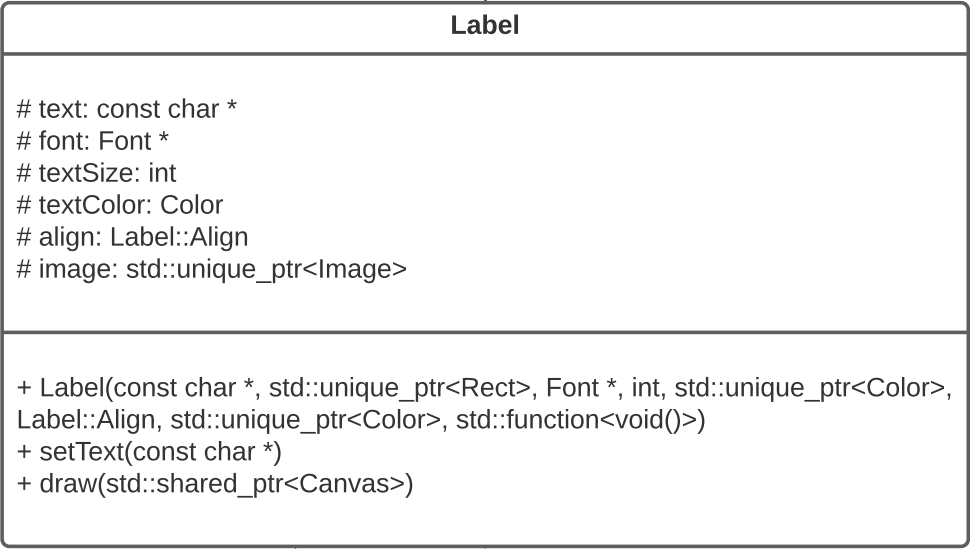 Label
# text: const char *
# font: Font *
# textSize: int
# textColor: Color
# align: Label::Align
# image: std::unique_ptr<Image>
+ Label(const char *, std::unique_ptr<Rect>, Font *, int, std::unique_ptr<Color>,
Label::Align, std::unique_ptr<Color>, std::function<void()>)
+ setText(const char *)
+ draw(std::shared_ptr<Canvas>)